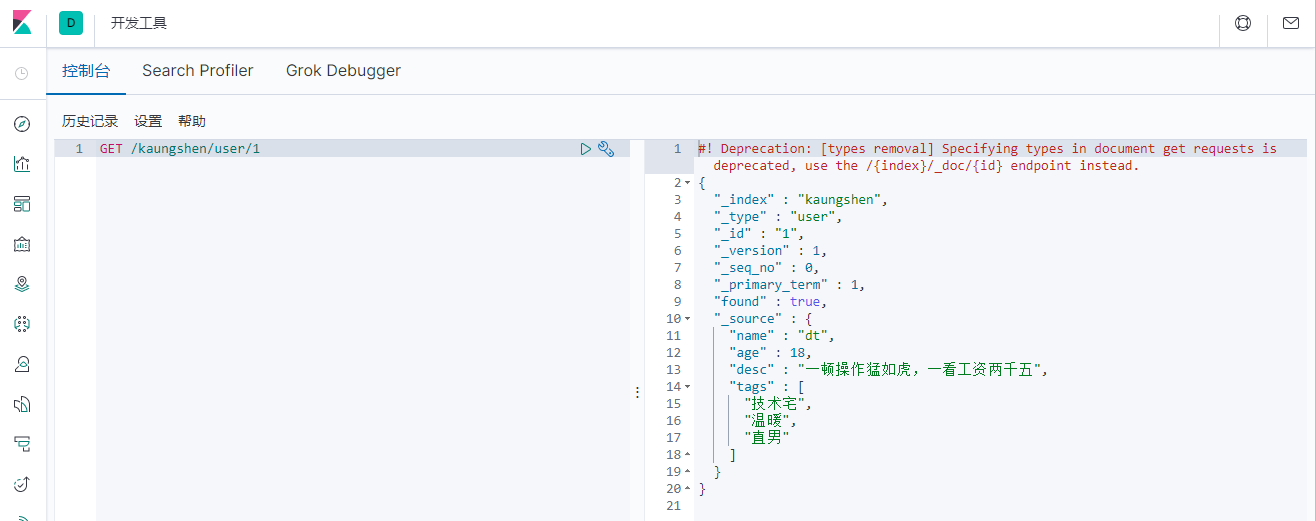 D 开发工具
控制台 Search Profiler Grok Debugger
历史记录 设置 帮助
1 GET /kaungshen/user/1
1 #! Deprecation: [types removal] Specifying types in document get requests is
deprecated, use the /{index}/_doc/{id} endpoint instead.
2 {
3 "_index" : "kaungshen",
4 "_type" : "user",
5 "_id" : "1",
6 "_version" : 1,
7 "_seq_no" : 0,
8 "_primary_term" : 1,
9 "found" : true,
10 "_source" : {
11 "name" : "dt",
12 "age" : 18,
13 "desc" : "一顿操作猛如虎，一看工资两千五",
14 "tags" : [
15 "技术宅",
16 "温暖",
17 "直男"
18 ]
19 }
20 }
21